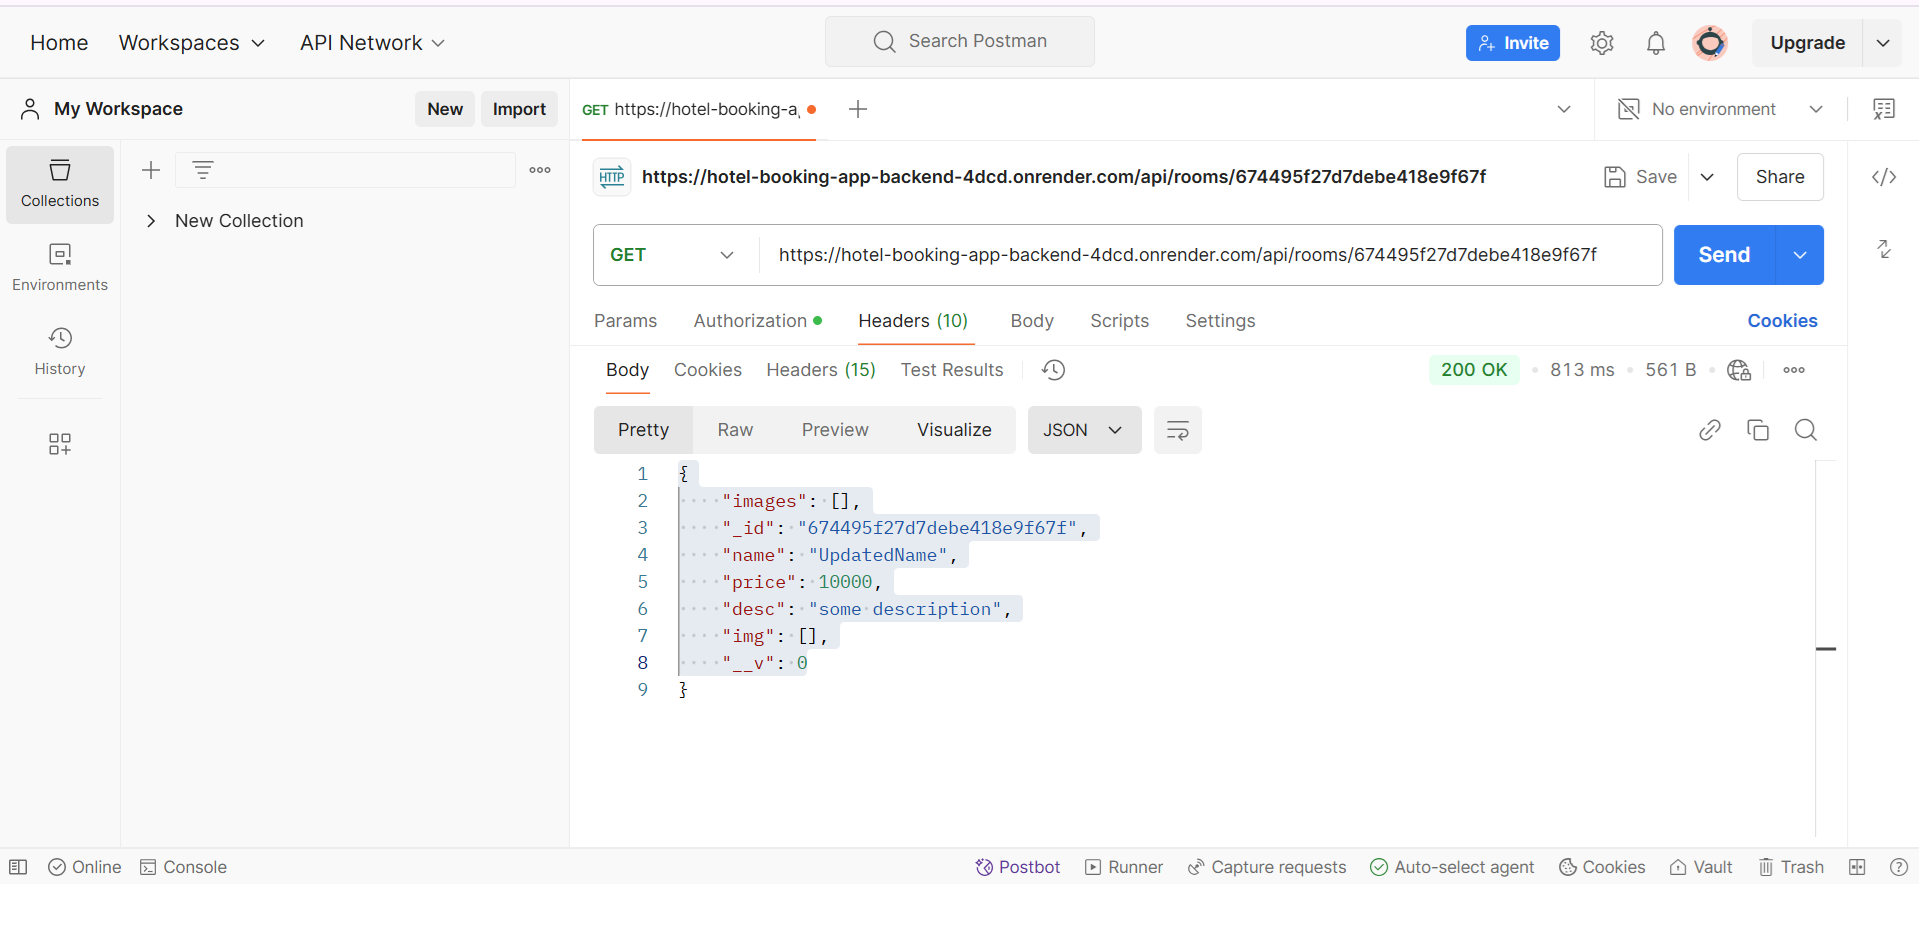 Home Workspaces API Network Search Postman Invite Upgrade
My Workspace New Import GET https://hotel-booking-a No environment
Collections
Environments
History
New Collection
HTTP https://hotel-booking-app-backend-4dcd.onrender.com/api/rooms/674495f27d7debe418e9f67f Save Share
GET https://hotel-booking-app-backend-4dcd.onrender.com/api/rooms/674495f27d7debe418e9f67f Send
Params Authorization Headers (10) Body Scripts Settings Cookies
Body Cookies Headers (15) Test Results 200 OK 813 ms 561 B
Pretty Raw Preview Visualize JSON
1 {
2 "images": [],
3 "_id": "674495f27d7debe418e9f67f",
4 "name": "UpdatedName",
5 "price": 10000,
6 "desc": "some description",
7 "img": [],
8 "__v": 0
9 }
Online Console Postbot Runner Capture requests Auto-select agent Cookies Vault Trash